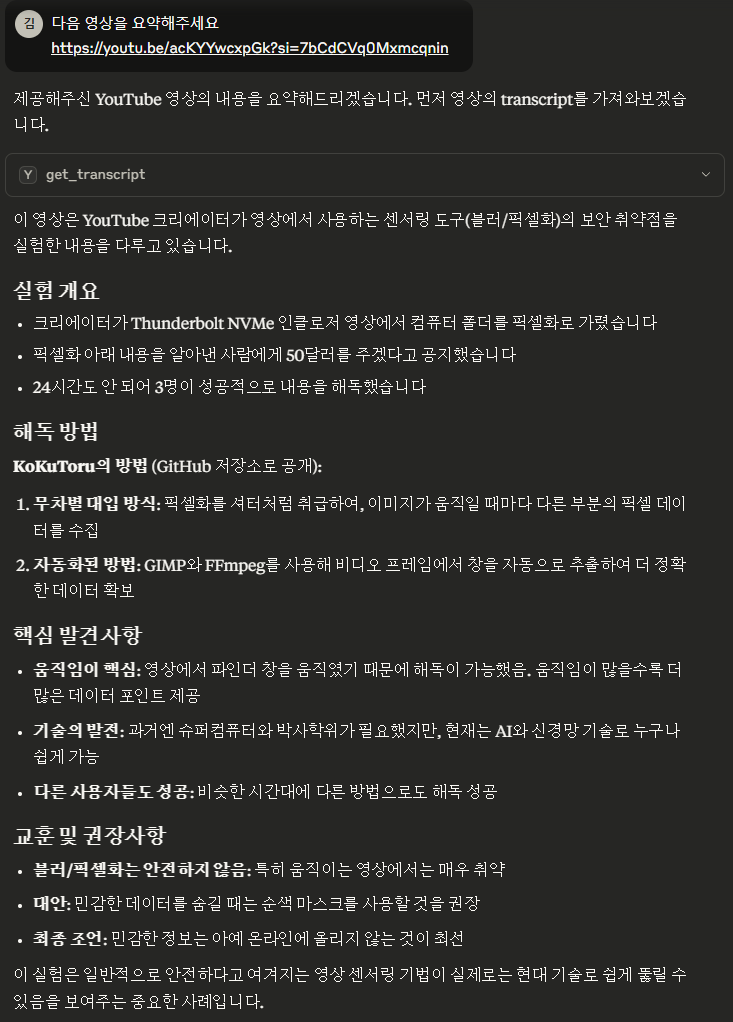 김
다음 영상을 요약해주세요
https://youtu.be/acKYYwcxpGk?si=7bCdCVq0Mxmcqnin
제공해주신 YouTube 영상의 내용을 요약해드리겠습니다. 먼저 영상의 transcript를 가져와보겠습
니다.
Y get_transcript
이 영상은 YouTube 크리에이터가 영상에서 사용하는 센서링 도구(블러/픽셀화)의 보안 취약점을
실험한 내용을 다루고 있습니다.
실험 개요
• 크리에이터가 Thunderbolt NVMe 인클로저 영상에서 컴퓨터 폴더를 픽셀화로 가렸습니다
• 픽셀화 아래 내용을 알아낸 사람에게 50달러를 주겠다고 공지했습니다
• 24시간도 안 되어 3명이 성공적으로 내용을 해독했습니다
해독 방법
KoKuToru의 방법 (GitHub 저장소로 공개):
1. 무차별 대입 방식: 픽셀화를 셔터처럼 취급하여, 이미지가 움직일 때마다 다른 부분의 픽셀 데이
터를 수집
2. 자동화된 방법: GIMP와 FFmpeg를 사용해 비디오 프레임에서 창을 자동으로 추출하여 더 정확
한 데이터 확보
핵심 발견사항
• 움직임이 핵심: 영상에서 파인더 창을 움직였기 때문에 해독이 가능했음. 움직임이 많을수록 더
많은 데이터 포인트 제공
• 기술의 발전: 과거엔 슈퍼컴퓨터와 박사학위가 필요했지만, 현재는 AI와 신경망 기술로 누구나
쉽게 가능
• 다른 사용자들도 성공: 비슷한 시간대에 다른 방법으로도 해독 성공
교훈 및 권장사항
• 블러/픽셀화는 안전하지 않음: 특히 움직이는 영상에서는 매우 취약
• 대안: 민감한 데이터를 숨길 때는 순색 마스크를 사용할 것을 권장
• 최종 조언: 민감한 정보는 아예 온라인에 올리지 않는 것이 최선
이 실험은 일반적으로 안전하다고 여겨지는 영상 센서링 기법이 실제로는 현대 기술로 쉽게 뚫릴 수
있음을 보여주는 중요한 사례입니다.